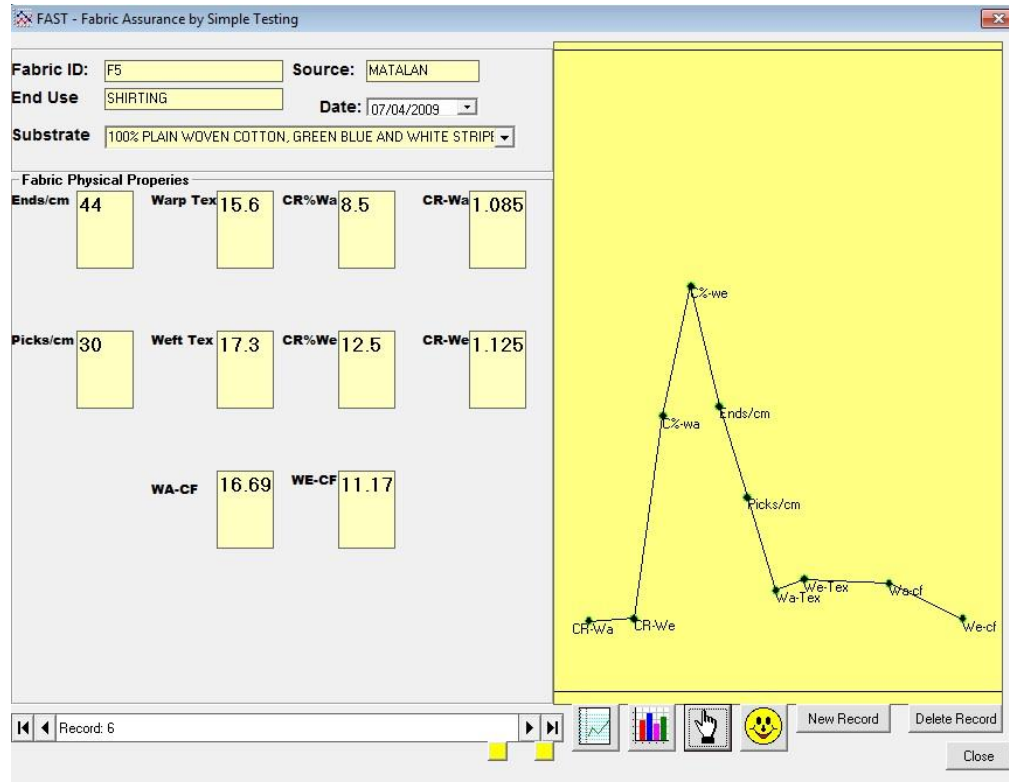 FAST - Fabric Assurance by Simple Testing
Fabric ID: F5 Source: MATALAN
End Use SHIRTING Date: 07/04/2009
Substrate 100% PLAIN WOVEN COTTON, GREEN BLUE AND WHITE STRIPE
Fabric Physical Properies
Ends/cm 44 Warp Tex 15.6 CR%Wa 8.5 CR-Wa 1.085
Picks/cm 30 Weft Tex 17.3 CR%We 12.5 CR-We 1.125
WA-CF 16.69 WE-CF 11.17
C%-we
Ends/cm
C%-wa
Picks/cm
We-Tex
Wa-Tex
Wa-cf
CR-Wa
CR-We
We-cf
Record: 6
New Record
Delete Record
Close